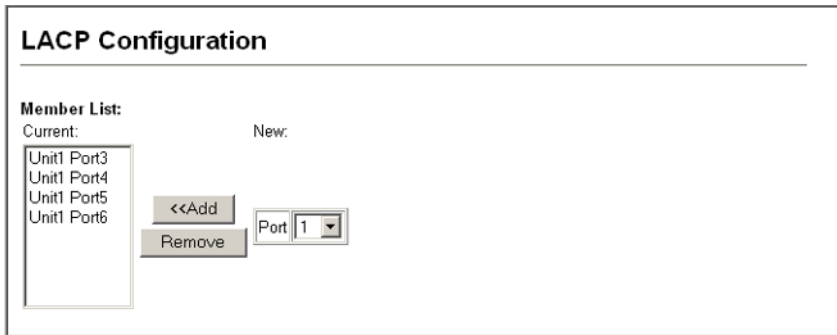 LACP Configuration
Member List:
Current:
New:
Unit1 Port3
Unit1 Port4
Unit1 Port5
Unit1 Port6
<<Add
Remove
Port 1